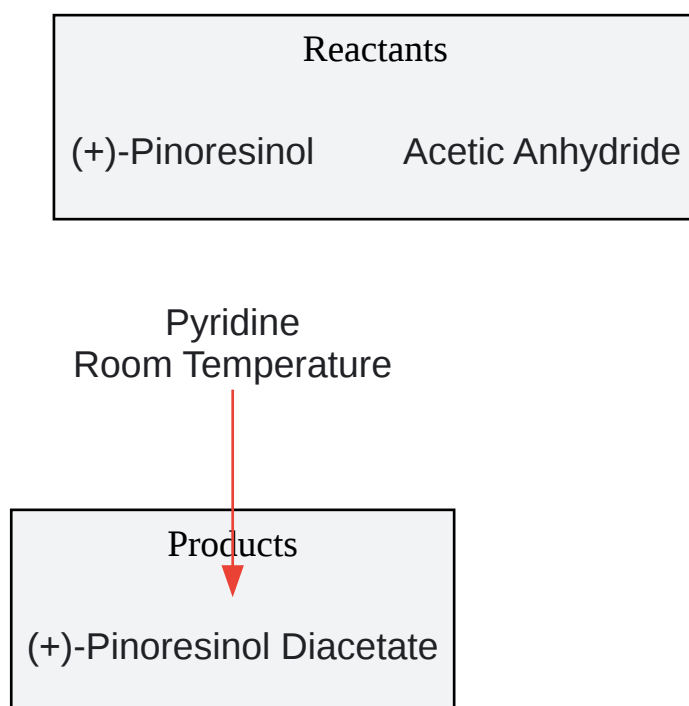 Reactants
(+)-Pinoresinol Acetic Anhydride
Pyridine
Room Temperature
Products
(+)-Pinoresinol Diacetate